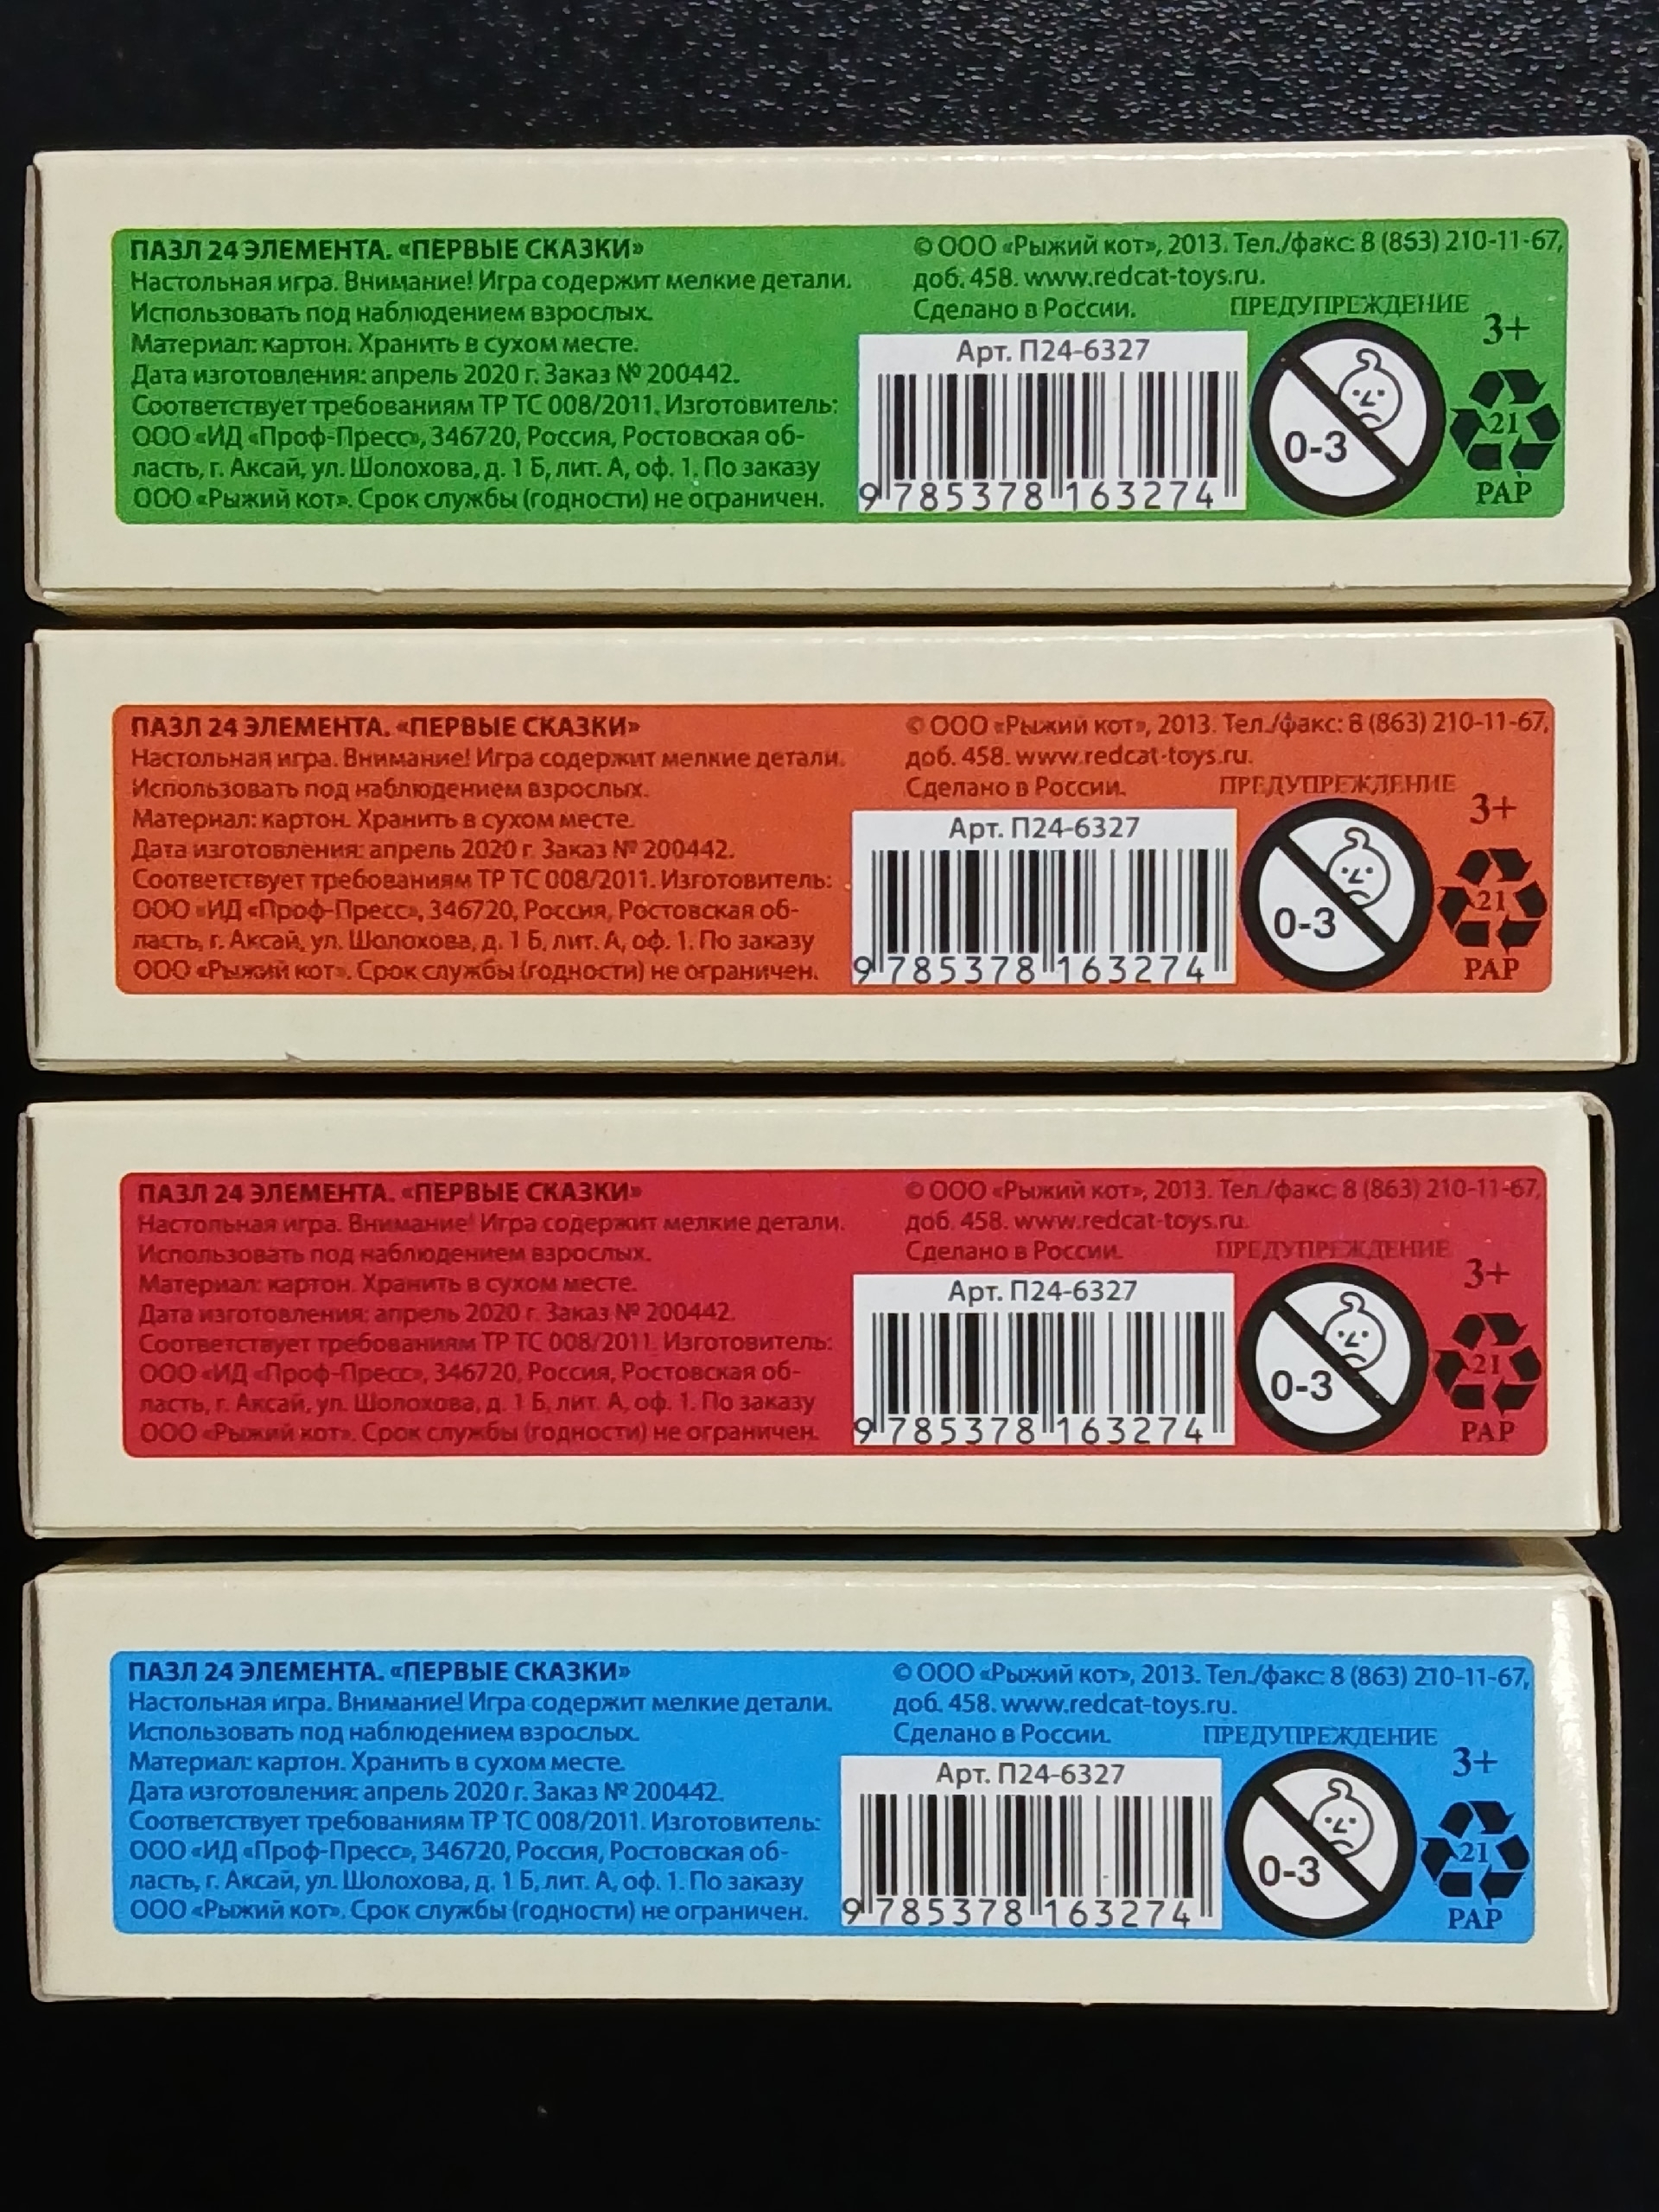 ПАЗЛ 24 ЭЛЕМЕНТА. «ПЕРВЫЕ СКАЗКИ»
Настольная игра. Внимание! Игра содержит мелкие детали.
Использовать под наблюдением взрослых.
Материал: картон. Хранить в сухом месте.
Дата изготовления: апрель 2020 г. Заказ № 200442.
Соответствует требованиям ТР ТС 008/2011. Изготовитель:
ООО «ИД «Проф-Пресс», 346720, Россия, Ростовская об-
ласть, г. Аксай, ул. Шолохова, д. 1 Б, лит. А, оф. 1. По заказу
ООО «Рыжий кот». Срок службы (годности) не ограничен.
© ООО «Рыжий кот», 2013. Тел./факс: 8 (863) 210-11-67,
доб. 458. www.redcat-toys.ru.
Сделано в России.
ПРЕДУПРЕЖДЕНИЕ
3+
Арт. П24-6327
0-3
21
9 785378 163274
PAP
ПАЗЛ 24 ЭЛЕМЕНТА. «ПЕРВЫЕ СКАЗКИ»
Настольная игра. Внимание! Игра содержит мелкие детали.
Использовать под наблюдением взрослых.
Материал: картон. Хранить в сухом месте.
Дата изготовления: апрель 2020 г. Заказ № 200442.
Соответствует требованиям ТР ТС 008/2011. Изготовитель:
ООО «ИД «Проф-Пресс», 346720, Россия, Ростовская об-
ласть, г. Аксай, ул. Шолохова, д. 1 Б, лит. А, оф. 1. По заказу
ООО «Рыжий кот». Срок службы (годности) не ограничен.
© ООО «Рыжий кот», 2013. Тел./факс: 8 (863) 210-11-67,
доб. 458. www.redcat-toys.ru.
Сделано в России.
ПРЕДУПРЕЖДЕНИЕ
3+
Арт. П24-6327
0-3
21
9 785378 163274
PAP
ПАЗЛ 24 ЭЛЕМЕНТА. «ПЕРВЫЕ СКАЗКИ»
Настольная игра. Внимание! Игра содержит мелкие детали.
Использовать под наблюдением взрослых.
Материал: картон. Хранить в сухом месте.
Дата изготовления: апрель 2020 г. Заказ № 200442.
Соответствует требованиям ТР ТС 008/2011. Изготовитель:
ООО «ИД «Проф-Пресс», 346720, Россия, Ростовская об-
ласть, г. Аксай, ул. Шолохова, д. 1 Б, лит. А, оф. 1. По заказу
ООО «Рыжий кот». Срок службы (годности) не ограничен.
© ООО «Рыжий кот», 2013. Тел./факс: 8 (863) 210-11-67,
доб. 458. www.redcat-toys.ru.
Сделано в России.
ПРЕДУПРЕЖДЕНИЕ
3+
Арт. П24-6327
0-3
21
9 785378 163274
PAP
ПАЗЛ 24 ЭЛЕМЕНТА. «ПЕРВЫЕ СКАЗКИ»
Настольная игра. Внимание! Игра содержит мелкие детали.
Использовать под наблюдением взрослых.
Материал: картон. Хранить в сухом месте.
Дата изготовления: апрель 2020 г. Заказ № 200442.
Соответствует требованиям ТР ТС 008/2011. Изготовитель:
ООО «ИД «Проф-Пресс», 346720, Россия, Ростовская об-
ласть, г. Аксай, ул. Шолохова, д. 1 Б, лит. А, оф. 1. По заказу
ООО «Рыжий кот». Срок службы (годности) не ограничен.
© ООО «Рыжий кот», 2013. Тел./факс: 8 (863) 210-11-67,
доб. 458. www.redcat-toys.ru.
Сделано в России.
ПРЕДУПРЕЖДЕНИЕ
3+
Арт. П24-6327
0-3
21
9 785378 163274
PAP